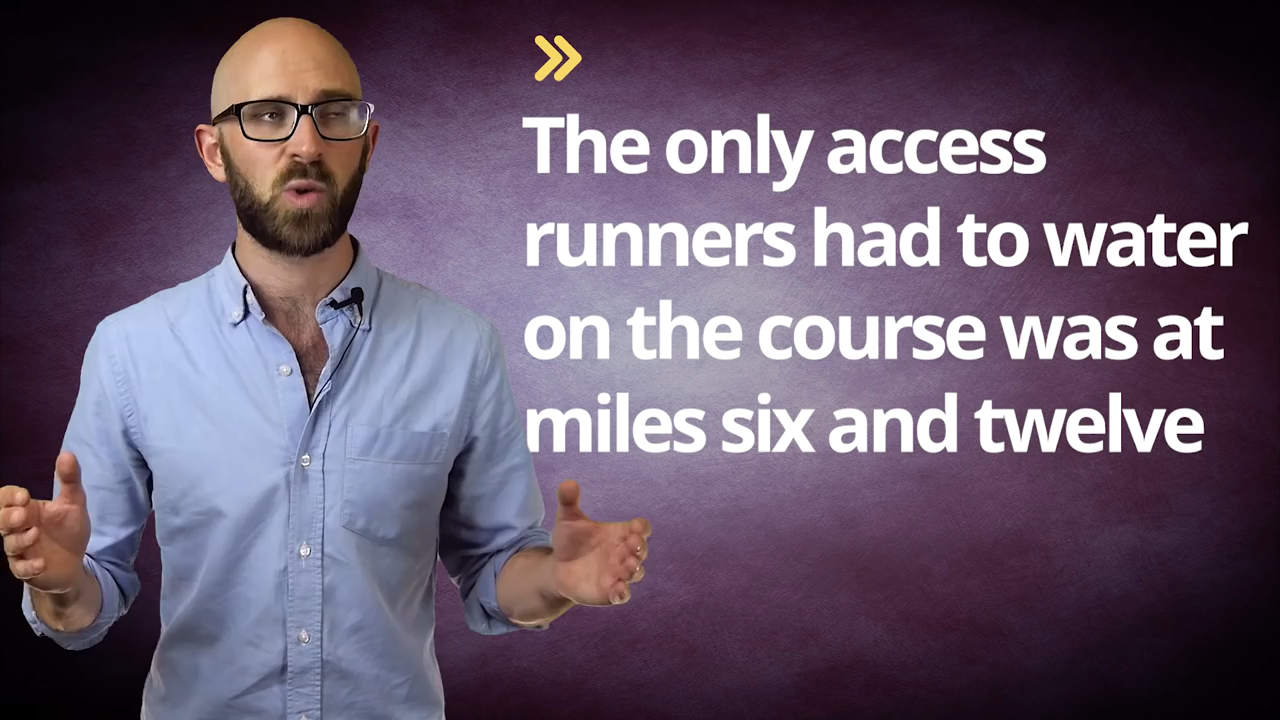 The only access
runners had to water
on the course was at
miles six and twelve